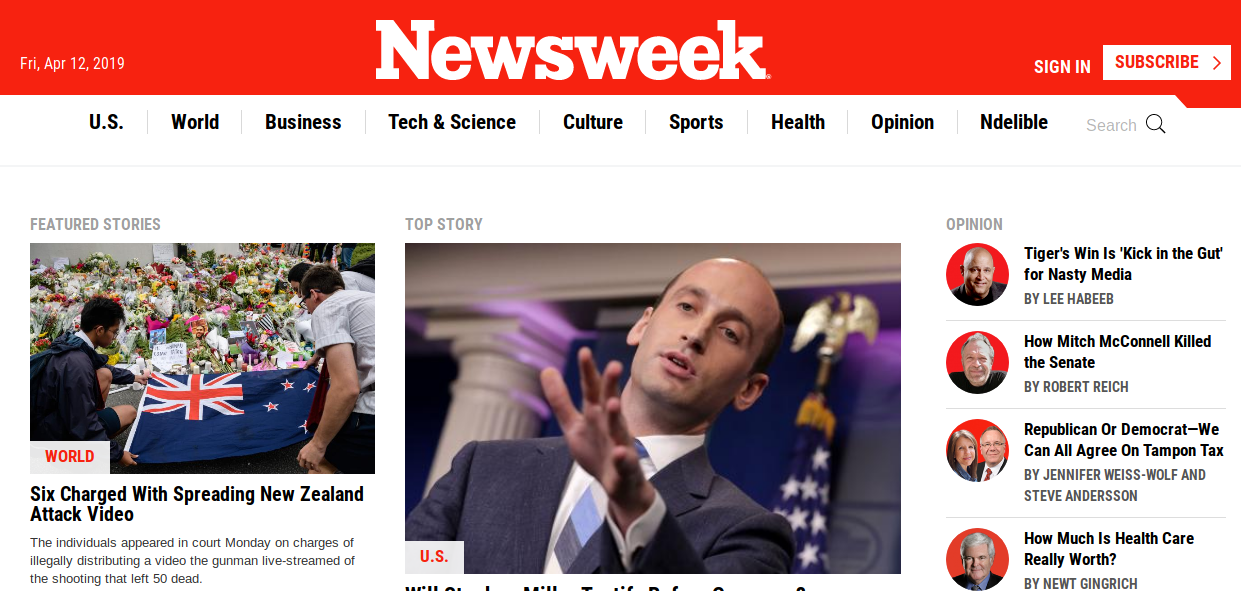 Newsweek
Fri, Apr 12, 2019
SIGN IN
SUBSCRIBE
U.S.
World
Business
Tech & Science
Culture
Sports
Health
Opinion
Ndelible
Search
FEATURED STORIES
WORLD
Six Charged With Spreading New Zealand
Attack Video
The individuals appeared in court Monday on charges of
illegally distributing a video the gunman live-streamed of
the shooting that left 50 dead.
TOP STORY
U.S.
OPINION
Tiger's Win Is 'Kick in the Gut'
for Nasty Media
BY LEE HABEEB
How Mitch McConnell Killed
the Senate
BY ROBERT REICH
Republican Or Democrat—We
Can All Agree On Tampon Tax
BY JENNIFER WEISS-WOLF AND
STEVE ANDERSSON
How Much Is Health Care
Really Worth?
BY NEWT GINGRICH